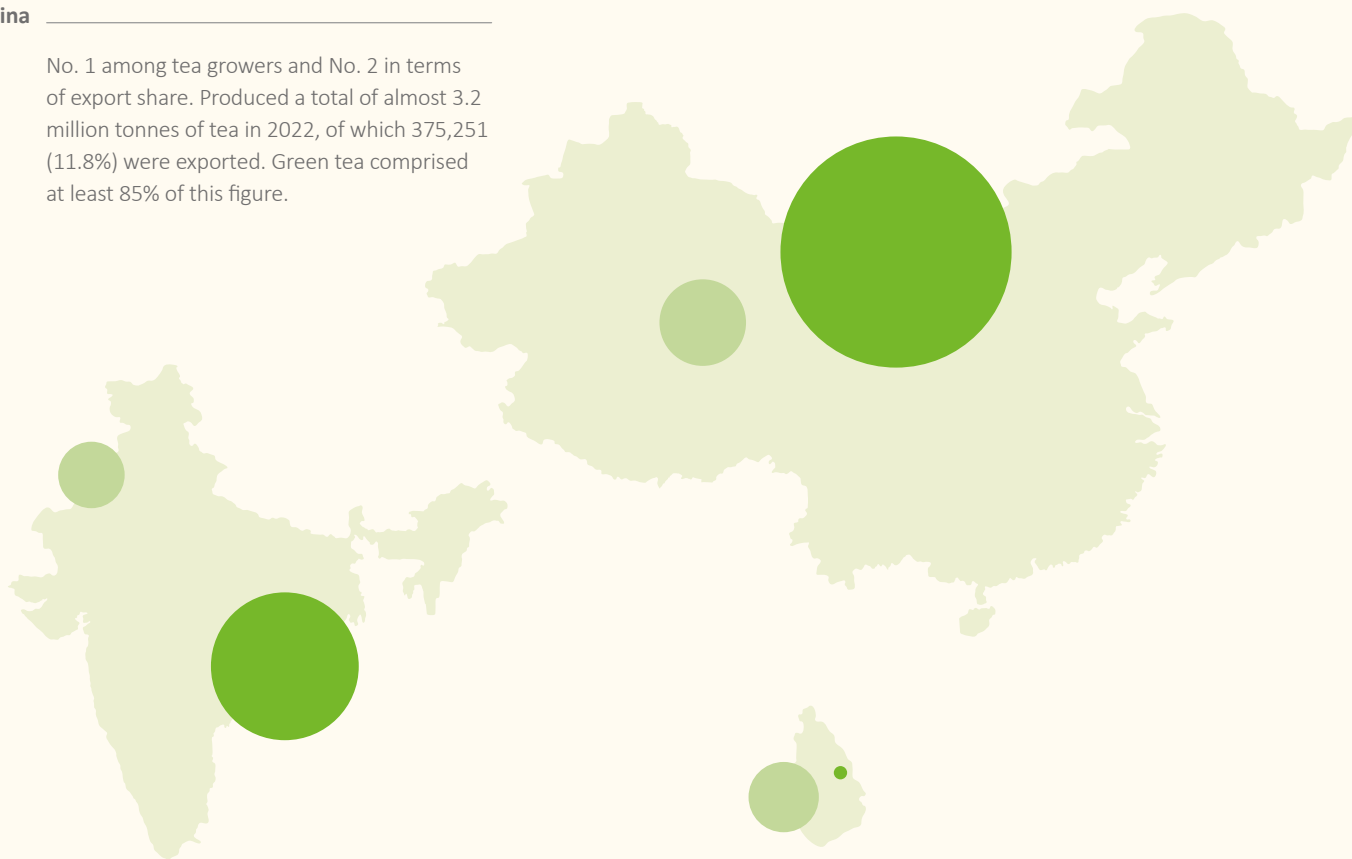 ina
No. 1 among tea growers and No. 2 in terms
of export share. Produced a total of almost 3.2
million tonnes of tea in 2022, of which 375,251
(11.8%) were exported. Green tea comprised
at least 85% of this figure.